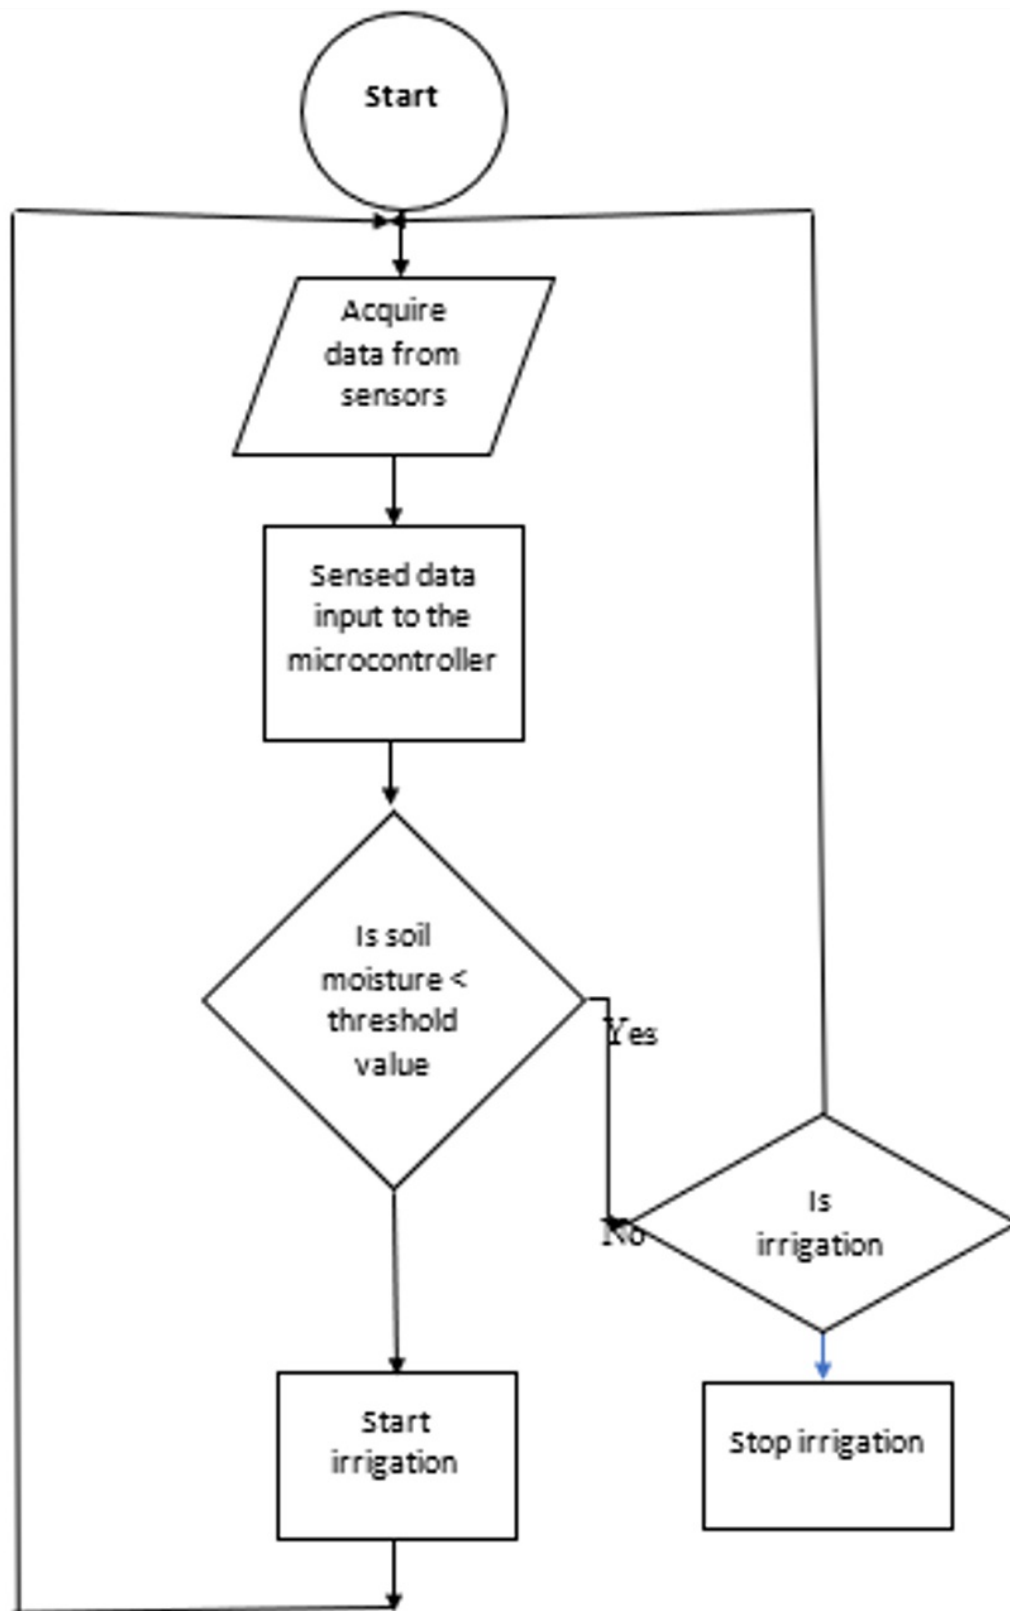 Start
Acquire
data from
sensors
Sensed data
input to the
microcontroller
Is soil
moisture <
threshold
value
Yes
No
Is
irrigation
Start
irrigation
Stop irrigation